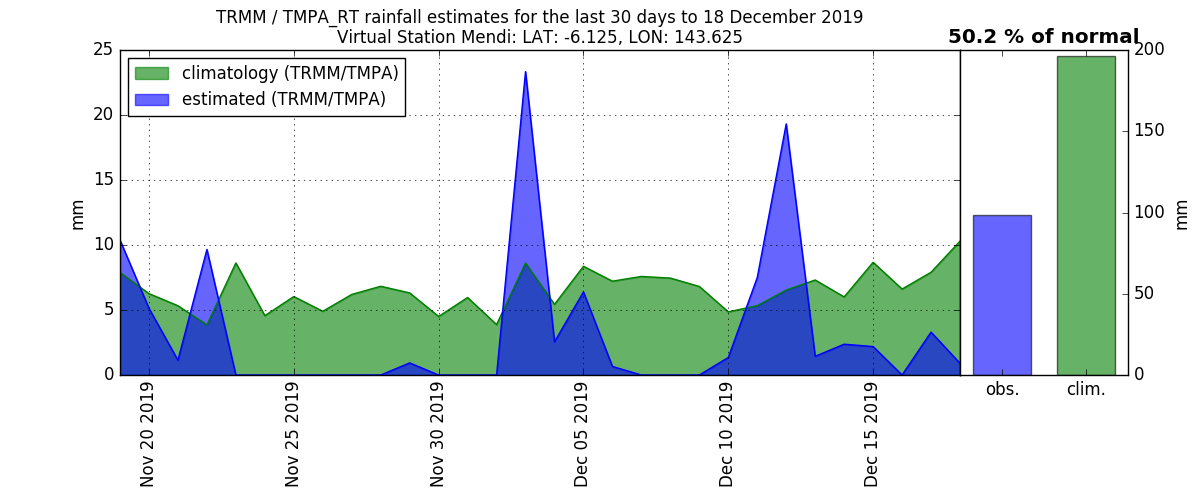 TRMM / TMPA_RT rainfall estimates for the last 30 days to 18 December 2019
Virtual Station Mendi: LAT: -6.125, LON: 143.625
50.2 % of normal
climatology (TRMM/TMPA)
estimated (TRMM/TMPA)
25
20
15
10
5
0
mm
Nov 20 2019
Nov 25 2019
Nov 30 2019
Dec 05 2019
Dec 10 2019
Dec 15 2019
obs.
clim.
200
150
100
50
0
mm